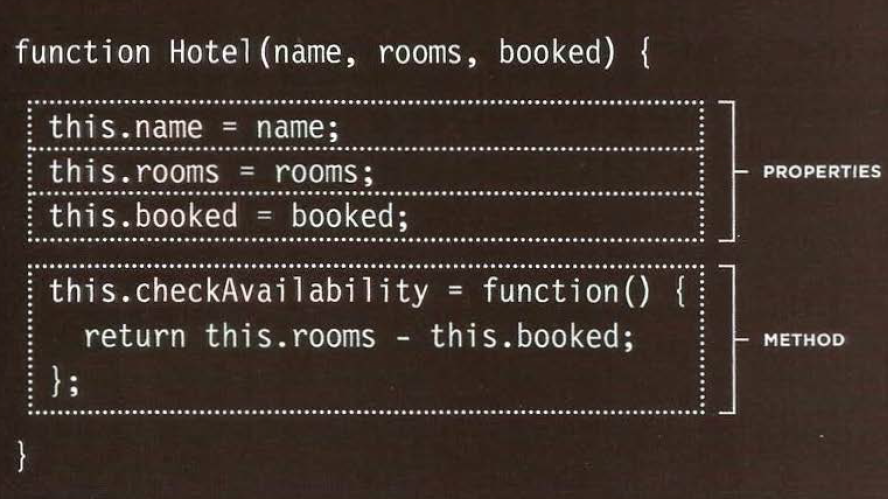 function Hotel(name, rooms, booked) {
this.name = name;
this.rooms = rooms;
this.booked = booked;
PROPERTIES
this.checkAvailability = function() {
return this.rooms - this.booked;
};
METHOD
}